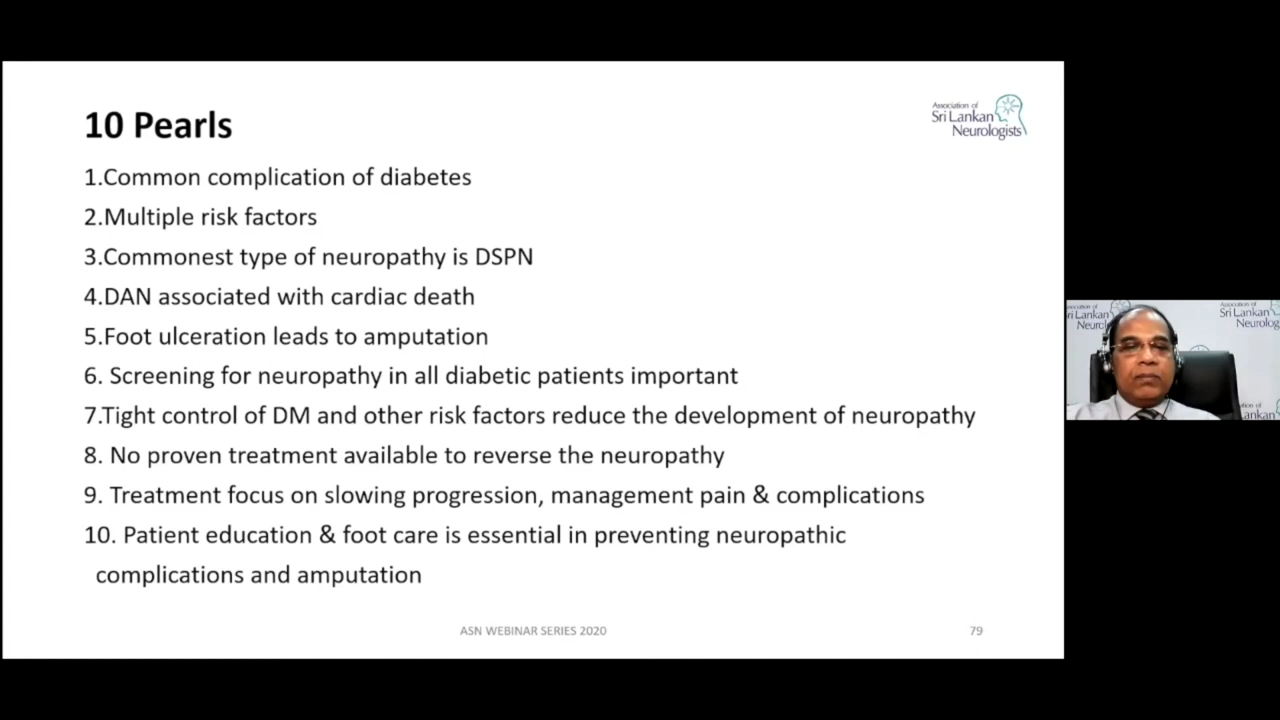 10 Pearls
Association of
Sri Lankan
Neurologists
1.Common complication of diabetes
2.Multiple risk factors
3.Commonest type of neuropathy is DSPN
4.DAN associated with cardiac death
5.Foot ulceration leads to amputation
6. Screening for neuropathy in all diabetic patients important
7.Tight control of DM and other risk factors reduce the development of neuropathy
8. No proven treatment available to reverse the neuropathy
9. Treatment focus on slowing progression, management pain & complications
10. Patient education & foot care is essential in preventing neuropathic
complications and amputation
ASN WEBINAR SERIES 2020
79
Association of
Sri Lankan